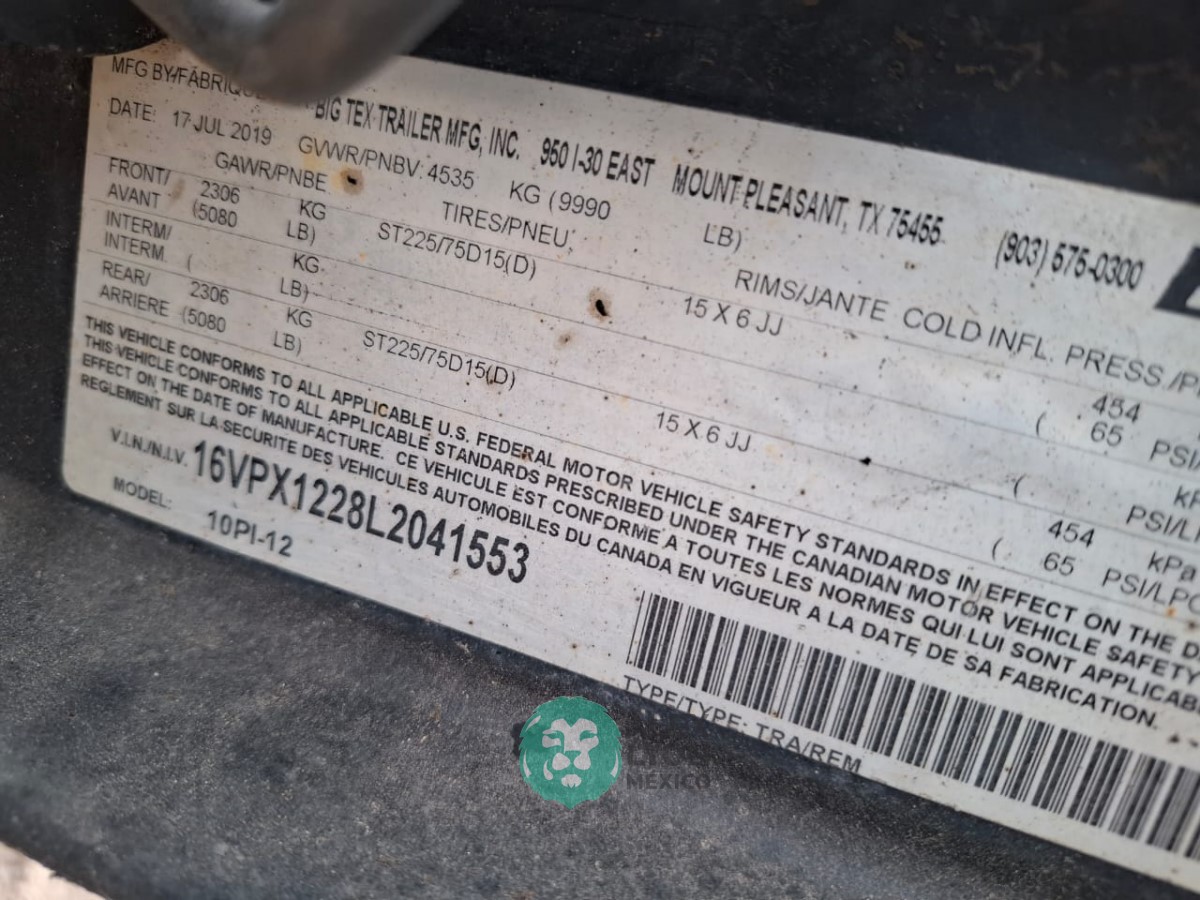 MFG BY/FABRIQUE BIG TEX TRAILER MFG, INC. 950 I-30 EAST MOUNT PLEASANT, TX 75455 (903) 575-0300
DATE: 17 JUL 2019 GVWR/PNBV: 4535 KG (9990 LB)
GAWR/PNBE TIRES/PNEU RIMS/JANTE COLD INFL. PRESS./P
FRONT/ 2306 KG ST225/75D15(D) 15 X 6 JJ 454
AVANT (5080 LB) ( 65 PSI/
INTERM/ KG
INTERM ( LB) ( PSI/L
REAR/ 2306 KG ST225/75D15(D) 15 X 6 JJ 454 kPa
ARRIERE (5080 LB) ( 65 PSI/LPC
THIS VEHICLE CONFORMS TO ALL APPLICABLE U.S. FEDERAL MOTOR VEHICLE SAFETY STANDARDS IN EFFECT ON THE D
THIS VEHICLE CONFORMS TO ALL APPLICABLE STANDARDS PRESCRIBED UNDER THE CANADIAN MOTOR VEHICLE SAFETY
EFFECT ON THE DATE OF MANUFACTURE. CE VEHICULE EST CONFORME A TOUTES LES NORMES QUI LUI SONT APPLICAB
REGLEMENT SUR LA SECURITE DES VEHICULES AUTOMOBILES DU CANADA EN VIGUEUR A LA DATE DE SA FABRICATION.
V.I.N./N.I.V. 16VPX1228L2041553
MODEL: 10PI-12
TYPE/TYPE: TRA/REM
MÉXICO